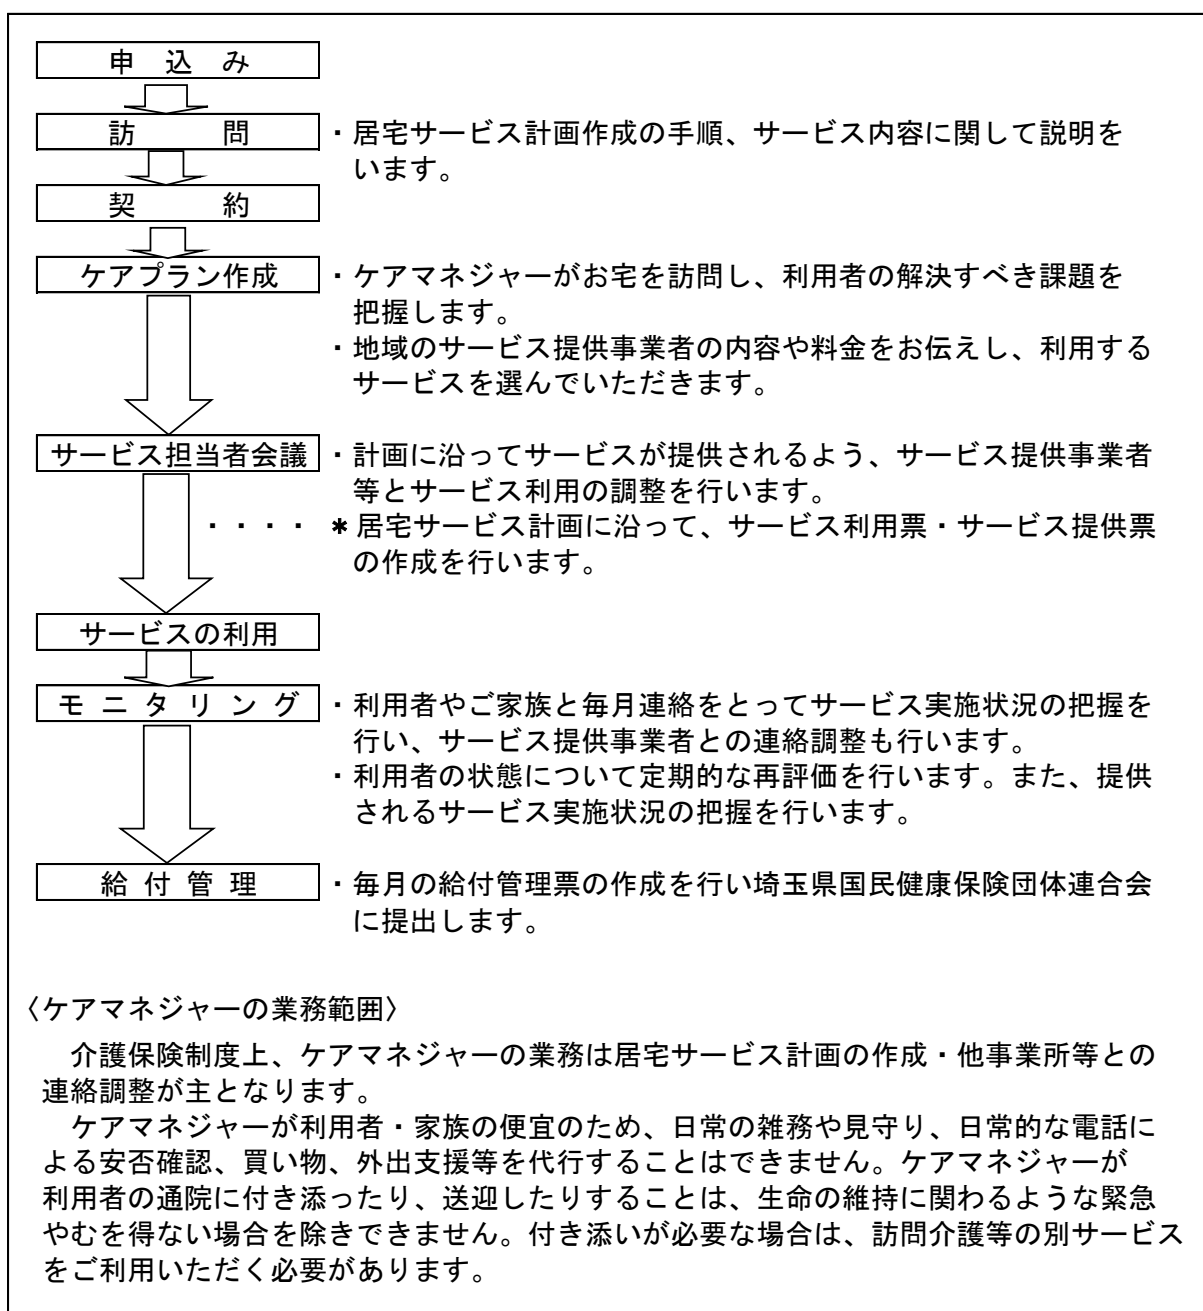 申　込　み
訪　　　問
・居宅サービス計画作成の手順、サービス内容に関して説明を
います。
契　　　約
ケアプラン作成
・ケアマネジャーがお宅を訪問し、利用者の解決すべき課題を
把握します。
・地域のサービス提供事業者の内容や料金をお伝えし、利用する
サービスを選んでいただきます。
サービス担当者会議
・計画に沿ってサービスが提供されるよう、サービス提供事業者
等とサービス利用の調整を行います。
・・・・ ＊居宅サービス計画に沿って、サービス利用票・サービス提供票
の作成を行います。
サービスの利用
モ ニ タ リ ン グ
・利用者やご家族と毎月連絡をとってサービス実施状況の把握を
行い、サービス提供事業者との連絡調整も行います。
・利用者の状態について定期的な再評価を行います。また、提供
されるサービス実施状況の把握を行います。
給 付 管 理
・毎月の給付管理票の作成を行い埼玉県国民健康保険団体連合会
に提出します。
〈ケアマネジャーの業務範囲〉
介護保険制度上、ケアマネジャーの業務は居宅サービス計画の作成・他事業所等との
連絡調整が主となります。
ケアマネジャーが利用者・家族の便宜のため、日常の雑務や見守り、日常的な電話に
よる安否確認、買い物、外出支援等を代行することはできません。ケアマネジャーが
利用者の通院に付き添ったり、送迎したりすることは、生命の維持に関わるような緊急
やむを得ない場合を除きできません。付き添いが必要な場合は、訪問介護等の別サービス
をご利用いただく必要があります。